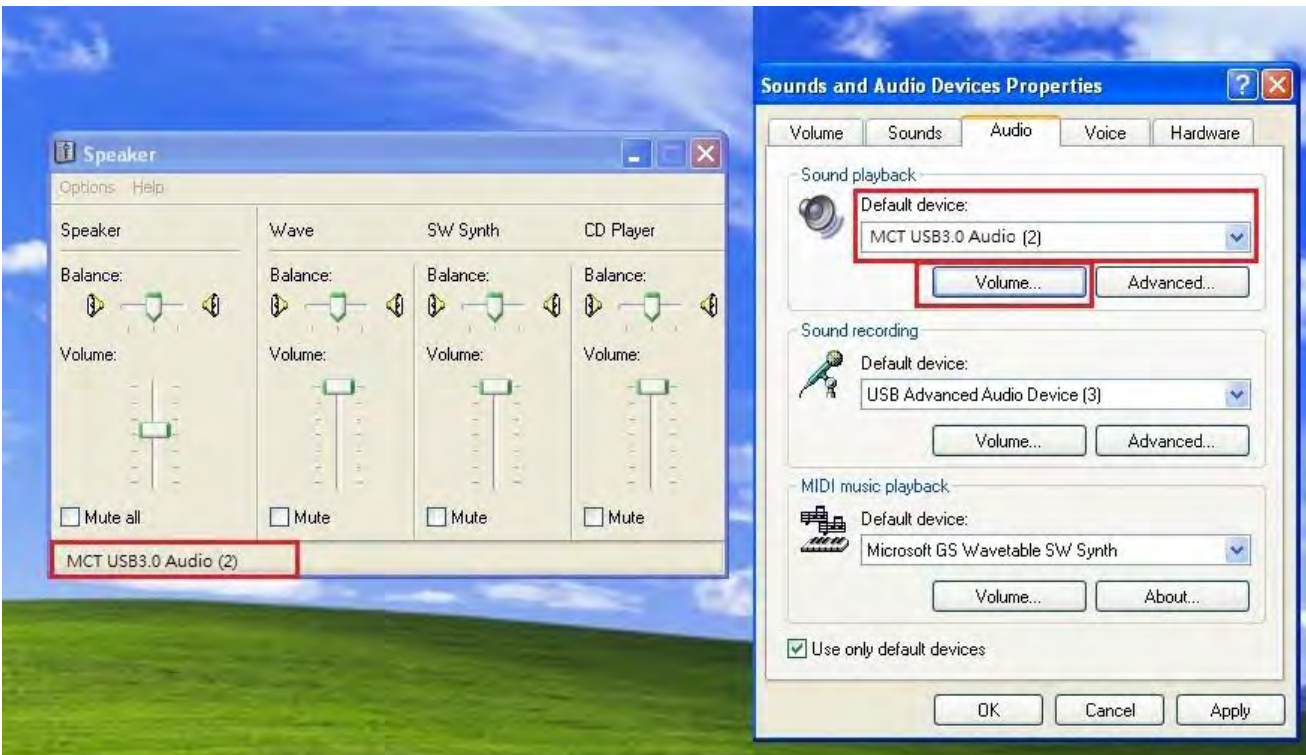 Speaker
Options Help
Speaker Wave SW Synth CD Player
Balance: Balance: Balance: Balance:
Volume: Volume: Volume: Volume:
Mute all Mute Mute Mute
MCT USB3.0 Audio (2)
Sounds and Audio Devices Properties
Volume Sounds Audio Voice Hardware
Sound playback
Default device:
MCT USB3.0 Audio (2)
Volume... Advanced...
Sound recording
Default device:
USB Advanced Audio Device (3)
Volume... Advanced...
MIDI music playback
Default device:
Microsoft GS Wavetable SW Synth
Volume... About...
Use only default devices
OK Cancel Apply